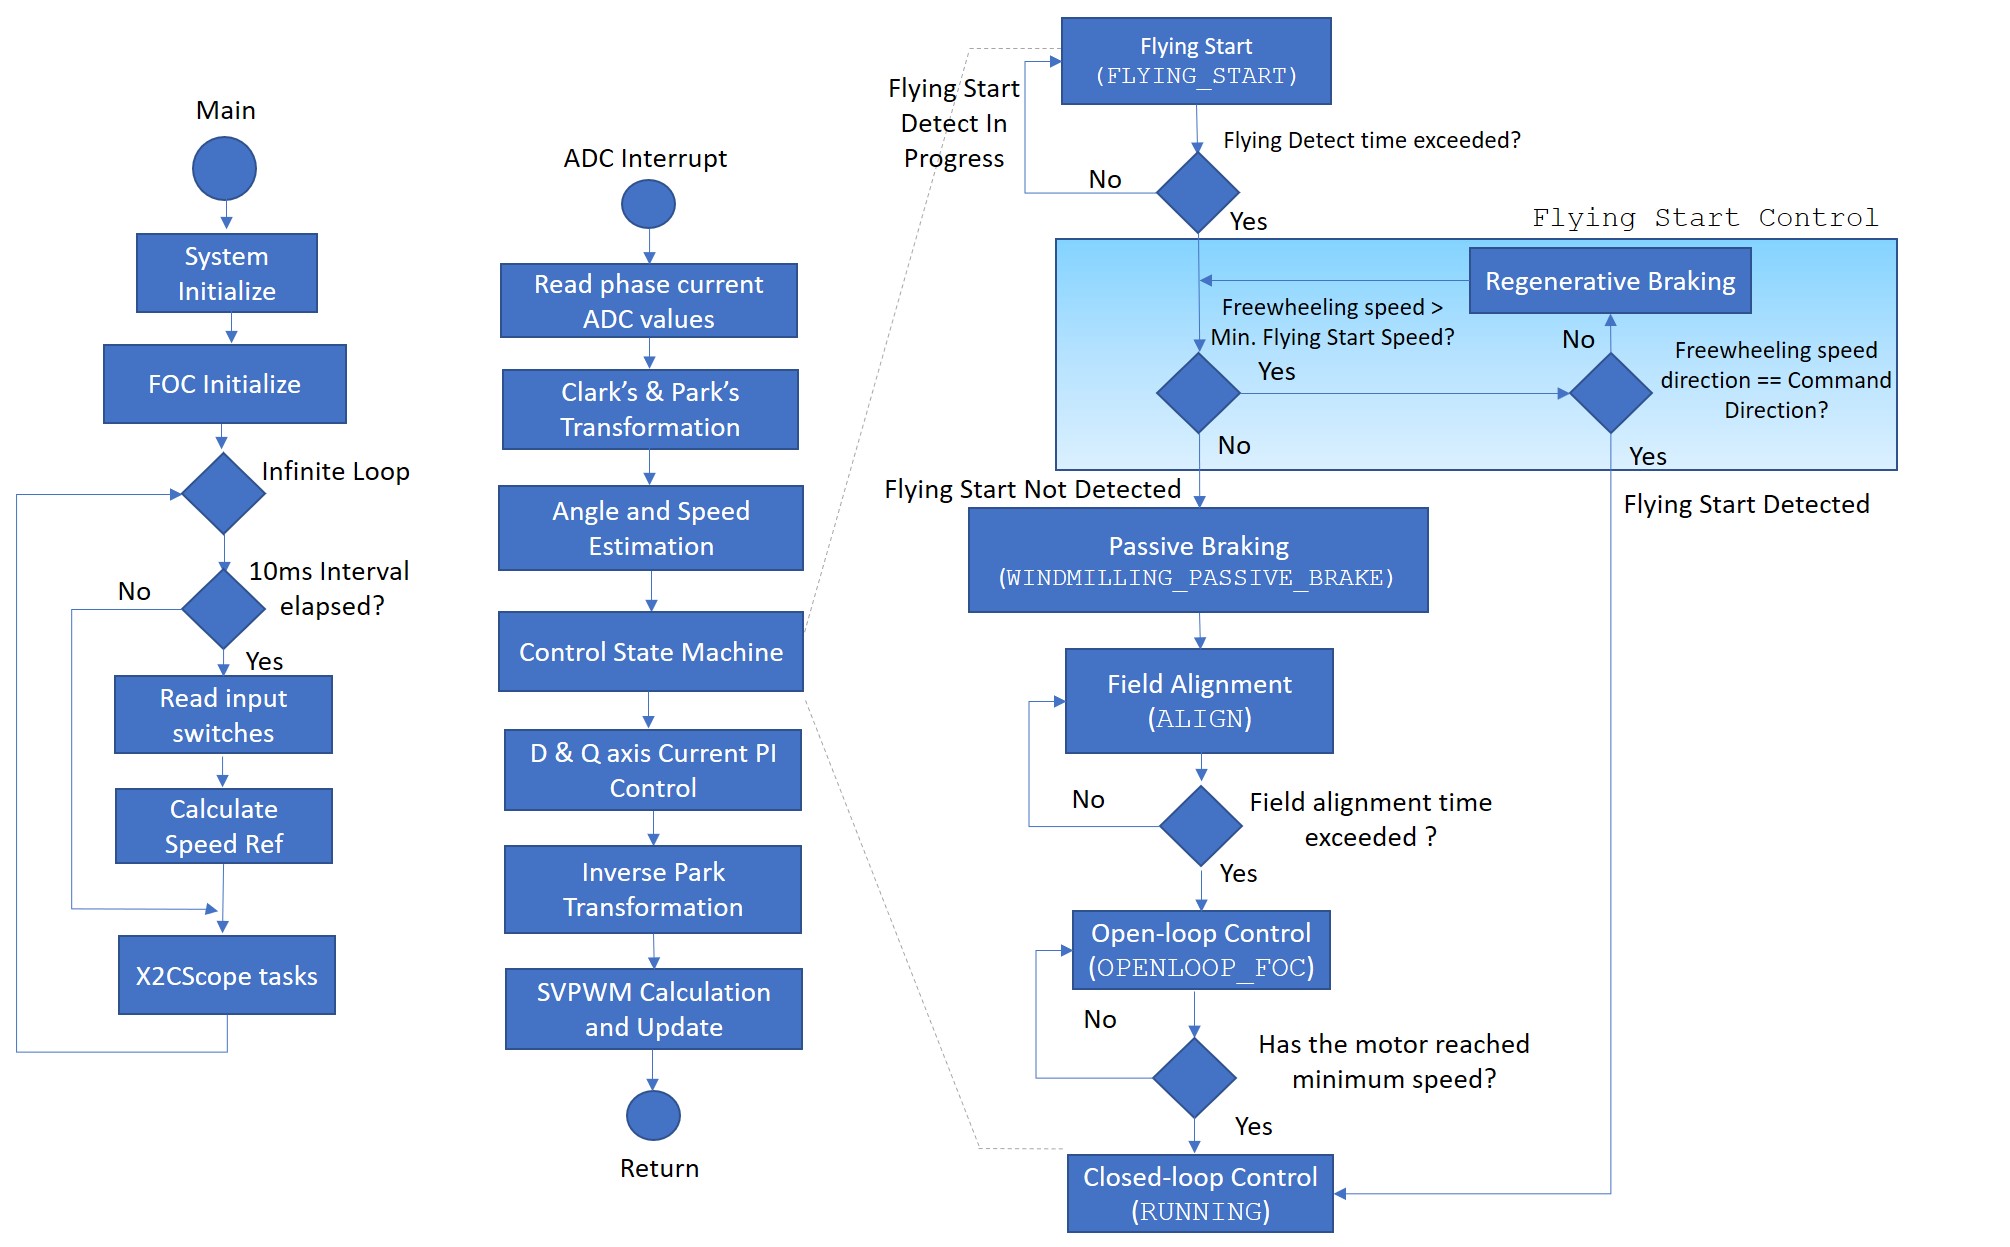 Main
System
Initialize
FOC Initialize
Infinite Loop
10ms Interval
elapsed?
No
Yes
Read input
switches
Calculate
Speed Ref
X2CScope tasks
ADC Interrupt
Read phase current
ADC values
Clark’s & Park’s
Transformation
Angle and Speed
Estimation
Control State Machine
D & Q axis Current PI
Control
Inverse Park
Transformation
SVPWM Calculation
and Update
Return
Flying Start
(FLYING_START)
Flying Start
Detect In
Progress
Flying Detect time exceeded?
No
Yes
Flying Start Control
Regenerative Braking
Freewheeling speed >
Min. Flying Start Speed?
Yes
No
No
Freewheeling speed
direction == Command
Direction?
Yes
Flying Start Not Detected
Flying Start Detected
Passive Braking
(WINDMILLING_PASSIVE_BRAKE)
Field Alignment
(ALIGN)
No
Field alignment time
exceeded ?
Yes
Open-loop Control
(OPENLOOP_FOC)
No
Has the motor reached
minimum speed?
Yes
Closed-loop Control
(RUNNING)